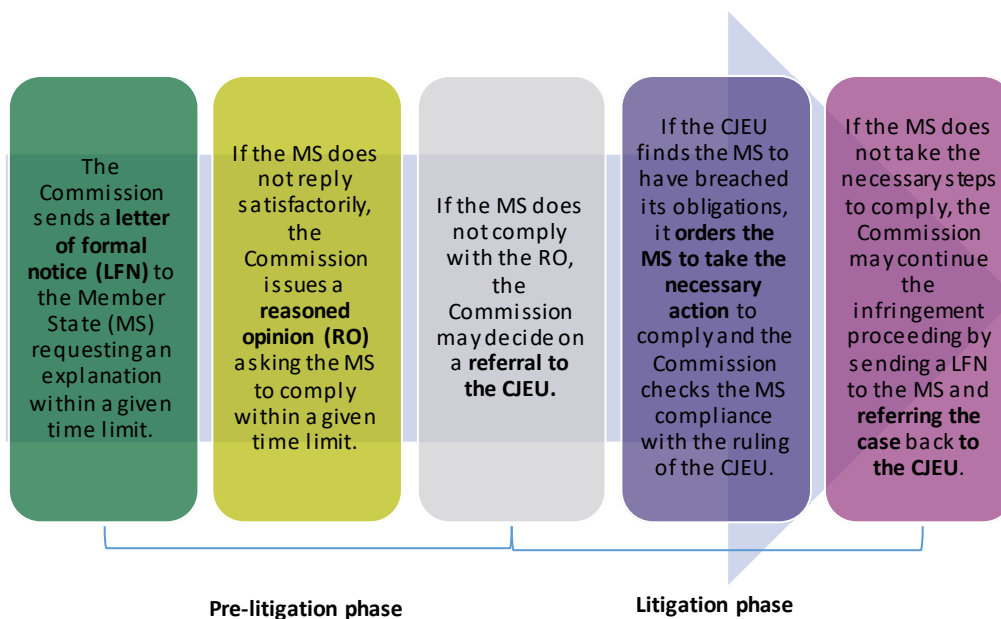 The
Commission
sends a letter
of formal
notice (LFN) to
the Member
State (MS)
requesting an
explanation
within a given
time limit.
If the MS does
not reply
satisfactorily,
the
Commission
issues a
reasoned
opinion (RO)
asking the MS
to comply
within a given
time limit.
If the MS does
not comply
with the RO,
the
Commission
may decide on
a referral to
the CJEU.
If the CJEU
finds the MS to
have breached
its obligations,
it orders the
MS to take the
necessary
action to
comply and the
Commission
checks the MS
compliance
with the ruling
of the CJEU.
If the MS does
not take the
necessary steps
to comply, the
Commission
may continue
the
infringement
proceeding by
sending a LFN
to the MS and
referring the
case back to
the CJEU.
Pre-litigation phase
Litigation phase